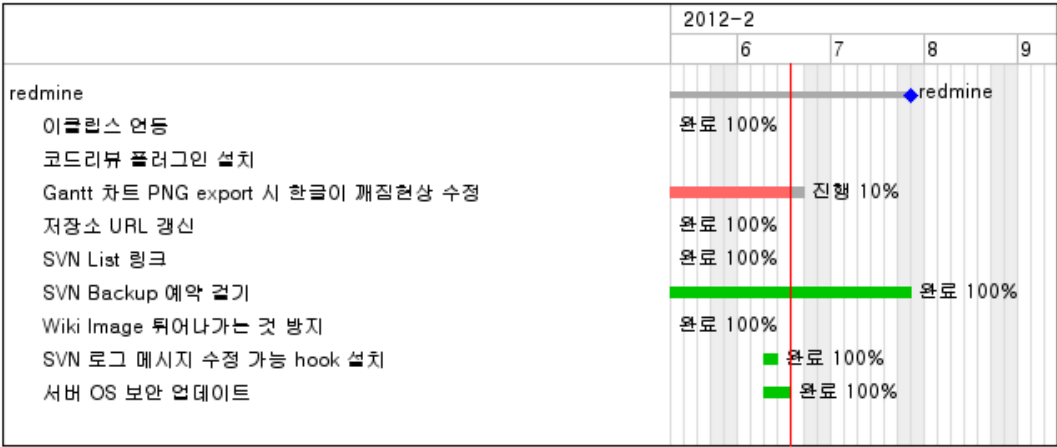 2012-2
6 7 8 9
redmine redmine
이클립스 연동 완료 100%
코드리뷰 플러그인 설치
Gantt 차트 PNG export 시 한글이 깨짐현상 수정 진행 10%
저장소 URL 갱신 완료 100%
SVN List 링크 완료 100%
SVN Backup 예약 걸기 완료 100%
Wiki Image 튀어나가는 것 방지 완료 100%
SVN 로그 메시지 수정 가능 hook 설치 완료 100%
서버 OS 보안 업데이트 완료 100%